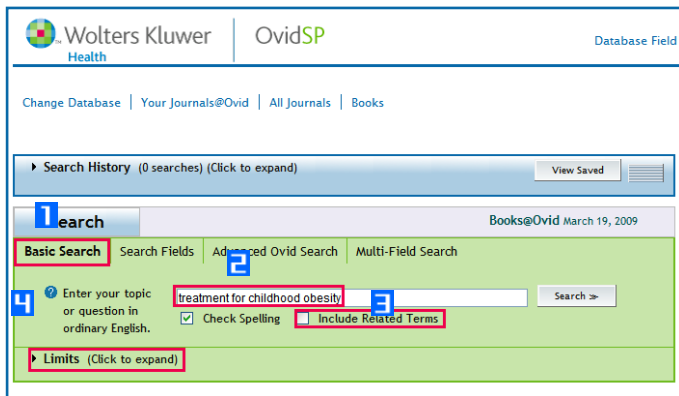 Wolters Kluwer
Health
OvidSP
Database Field
Change Database | Your Journals@Ovid | All Journals | Books
Search History (0 searches) (Click to expand)
View Saved
1
earch
Books@Ovid March 19, 2009
Basic Search
Search Fields
Advanced Ovid Search
Multi-Field Search
2
4
? Enter your topic
or question in
ordinary English.
treatment for childhood obesity
3
Search >>
Check Spelling
Include Related Terms
Limits (Click to expand)